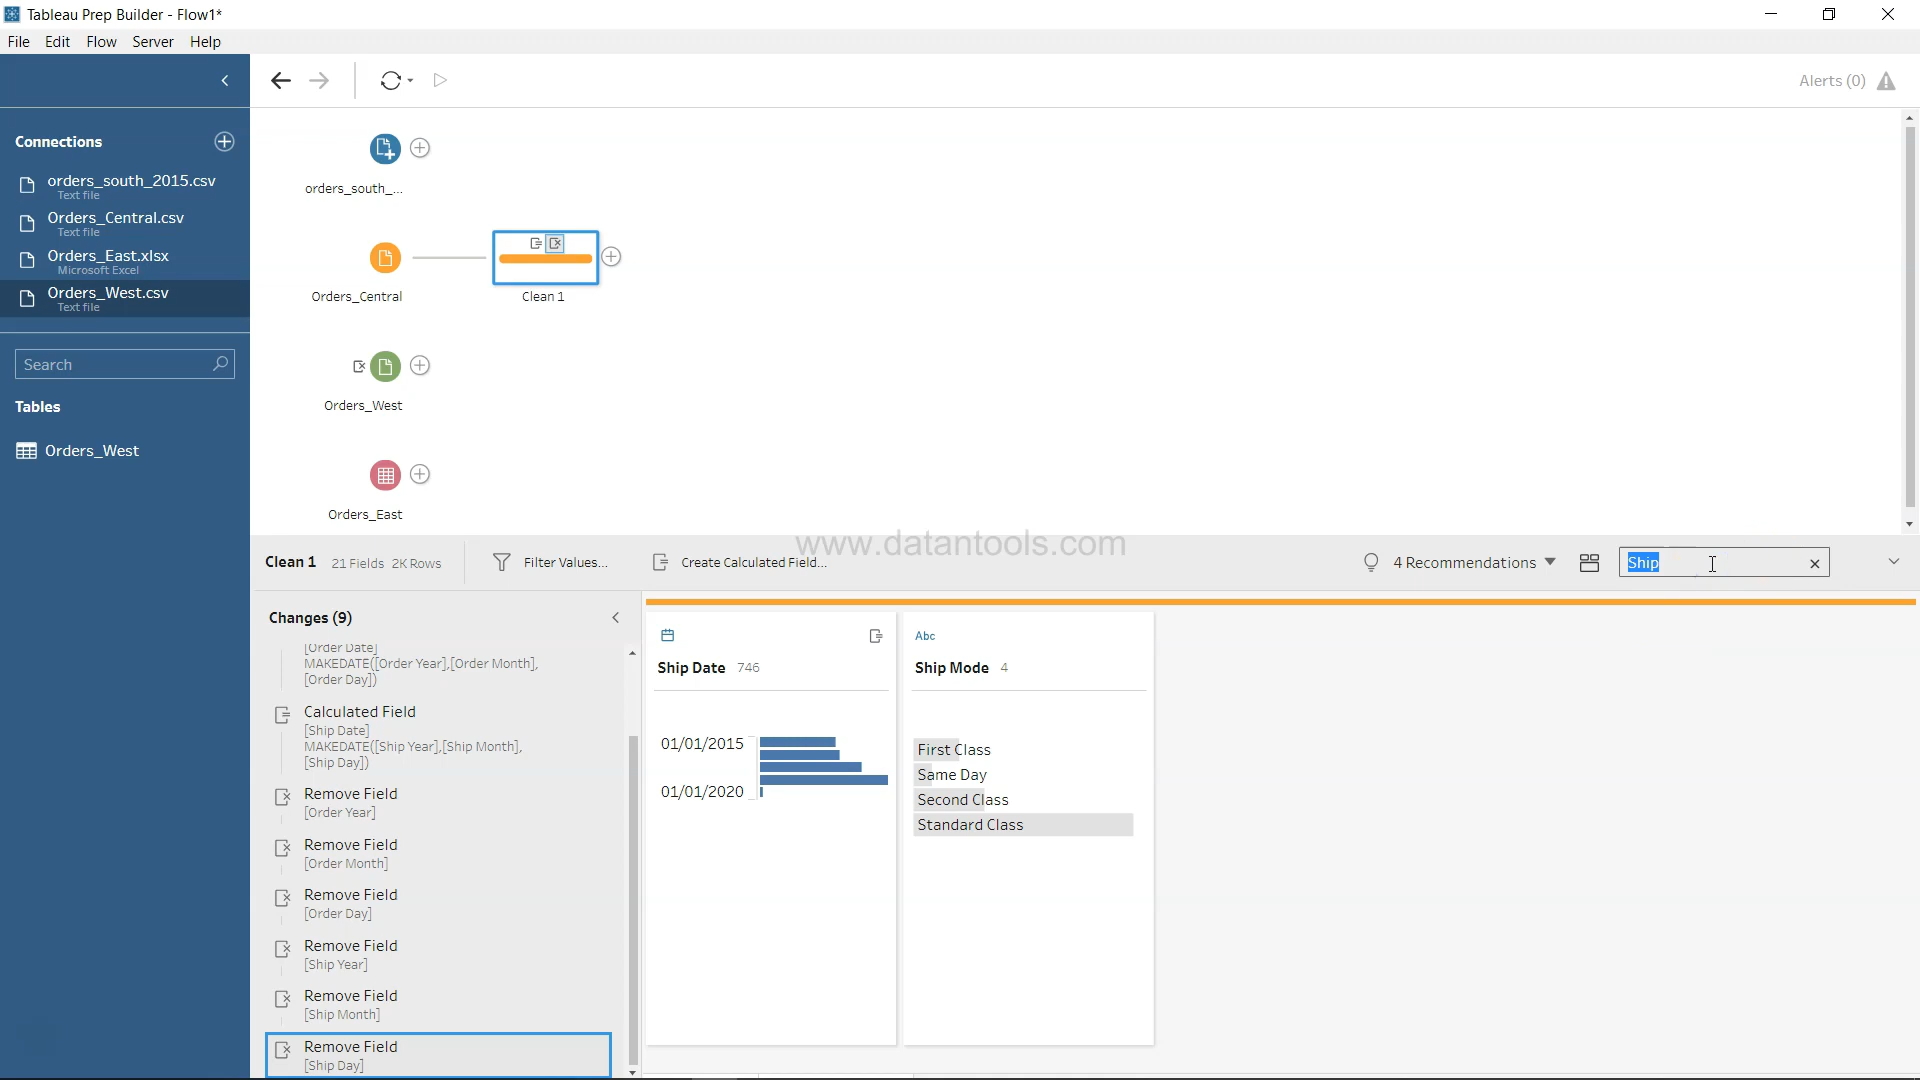 Tableau Prep Builder - Flow1*
File Edit Flow Server Help
Alerts (0)
Connections
orders_south_2015.csv
Text file
Orders_Central.csv
Text file
Orders_East.xlsx
Microsoft Excel
Orders_West.csv
Text file
Search
Tables
Orders_West
orders_south_...
Orders_Central
Clean 1
Orders_West
Orders_East
www.datantools.com
Clean 1 21 Fields 2K Rows Filter Values... Create Calculated Field... 4 Recommendations Ship
Changes (9)
[Order Date]
MAKEDATE([Order Year],[Order Month],
[Order Day])
Calculated Field
[Ship Date]
MAKEDATE([Ship Year],[Ship Month],
[Ship Day])
Remove Field
[Order Year]
Remove Field
[Order Month]
Remove Field
[Order Day]
Remove Field
[Ship Year]
Remove Field
[Ship Month]
Remove Field
[Ship Day]
Ship Date 746
01/01/2015
01/01/2020
Abc
Ship Mode 4
First Class
Same Day
Second Class
Standard Class